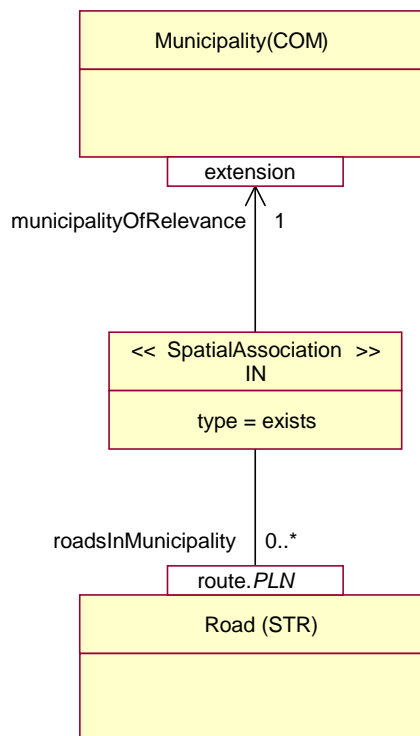 Municipality(COM)
extension
municipalityOfRelevance 1
<< SpatialAssociation >>
IN
type = exists
roadsInMunicipality 0..*
route.PLN
Road (STR)